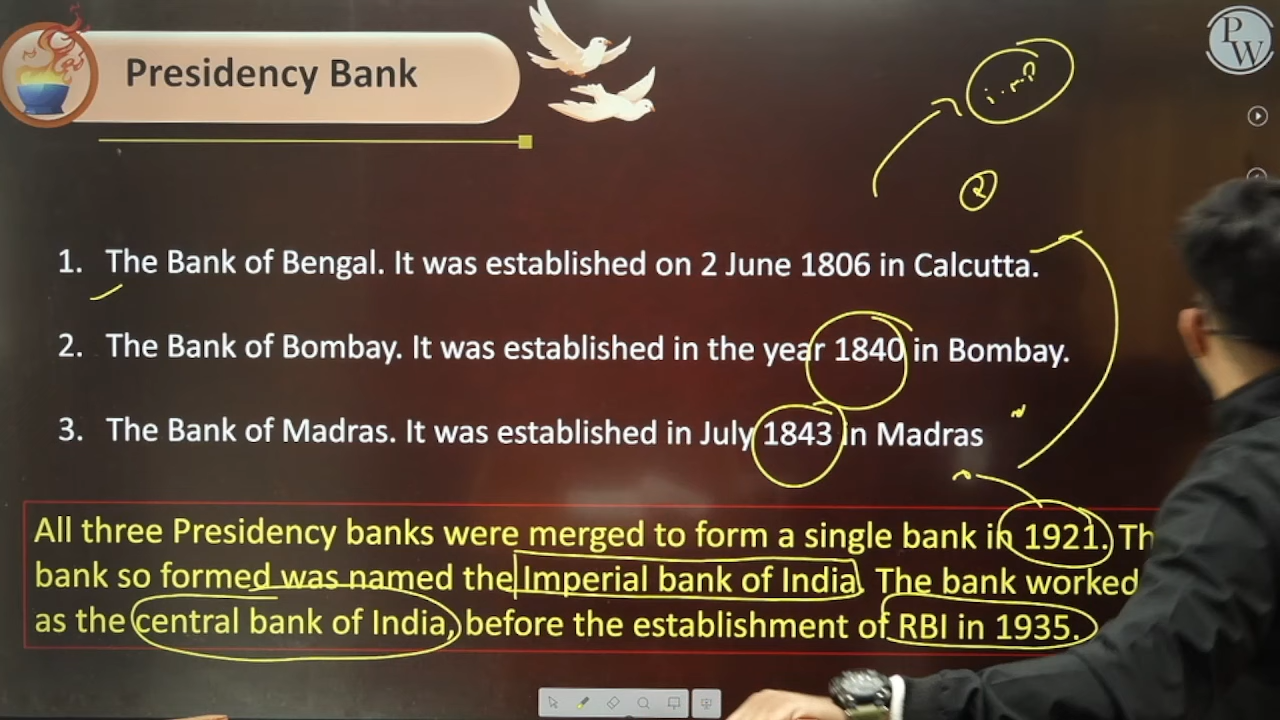 Presidency Bank
P
W
i.mp
2
1. The Bank of Bengal. It was established on 2 June 1806 in Calcutta.
2. The Bank of Bombay. It was established in the year 1840 in Bombay.
3. The Bank of Madras. It was established in July 1843 in Madras
All three Presidency banks were merged to form a single bank in 1921. Th
bank so formed was named the Imperial bank of India. The bank worked
as the central bank of India, before the establishment of RBI in 1935.